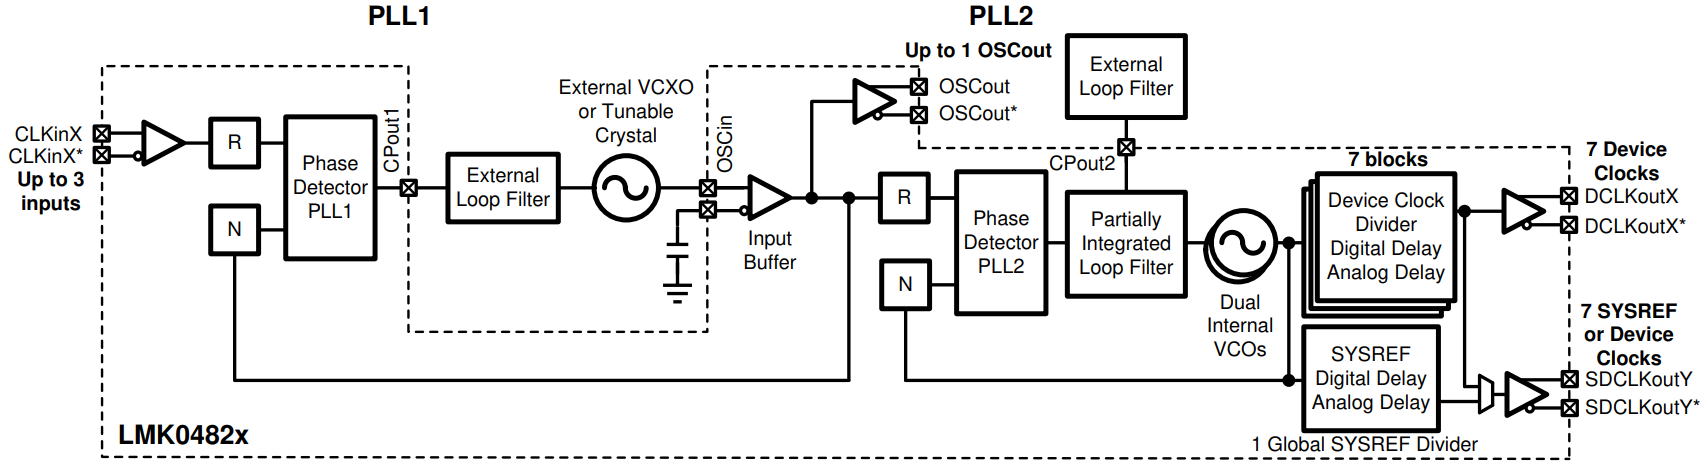 PLL1
PLL2
Up to 1 OSCout
External
Loop Filter
External VCXO
or Tunable
Crystal
OSCout
OSCout*
CLKinX
CLKinX*
Up to 3
inputs
R
N
Phase
Detector
PLL1
CPout1
External
Loop Filter
OSCin
Input
Buffer
R
N
Phase
Detector
PLL2
CPout2
Partially
Integrated
Loop Filter
Dual
Internal
VCOs
7 blocks
Device Clock
Divider
Digital Delay
Analog Delay
SYSREF
Digital Delay
Analog Delay
1 Global SYSREF Divider
7 Device
Clocks
DCLKoutX
DCLKoutX*
7 SYSREF
or Device
Clocks
SDCLKoutY
SDCLKoutY*
LMK0482x